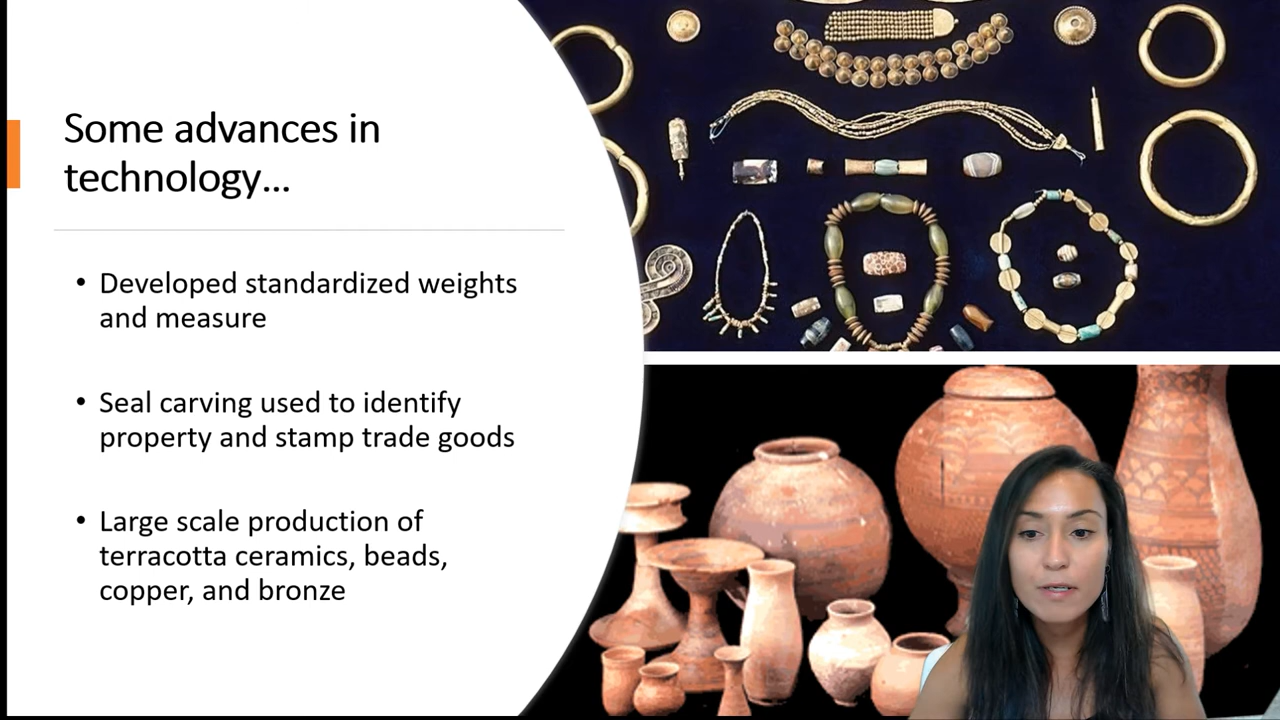 Some advances in
technology...
• Developed standardized weights
and measure
• Seal carving used to identify
property and stamp trade goods
• Large scale production of
terracotta ceramics, beads,
copper, and bronze